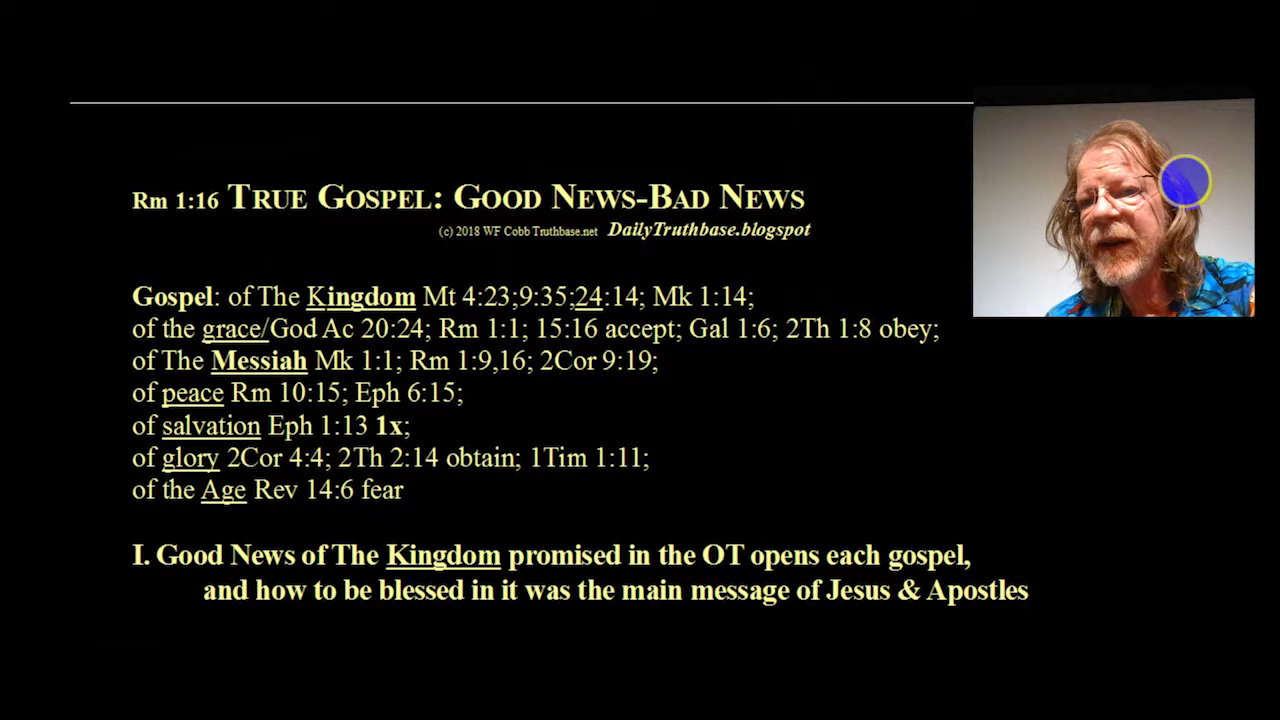 Rm 1:16 TRUE GOSPEL: GOOD NEWS-BAD NEWS
(c) 2018 WF Cobb Truthbase.net DailyTruthbase.blogspot
Gospel: of The Kingdom Mt 4:23;9:35;24:14; Mk 1:14;
of the grace/God Ac 20:24; Rm 1:1; 15:16 accept; Gal 1:6; 2Th 1:8 obey;
of The Messiah Mk 1:1; Rm 1:9,16; 2Cor 9:19;
of peace Rm 10:15; Eph 6:15;
of salvation Eph 1:13 1x;
of glory 2Cor 4:4; 2Th 2:14 obtain; 1Tim 1:11;
of the Age Rev 14:6 fear
I. Good News of The Kingdom promised in the OT opens each gospel,
and how to be blessed in it was the main message of Jesus & Apostles